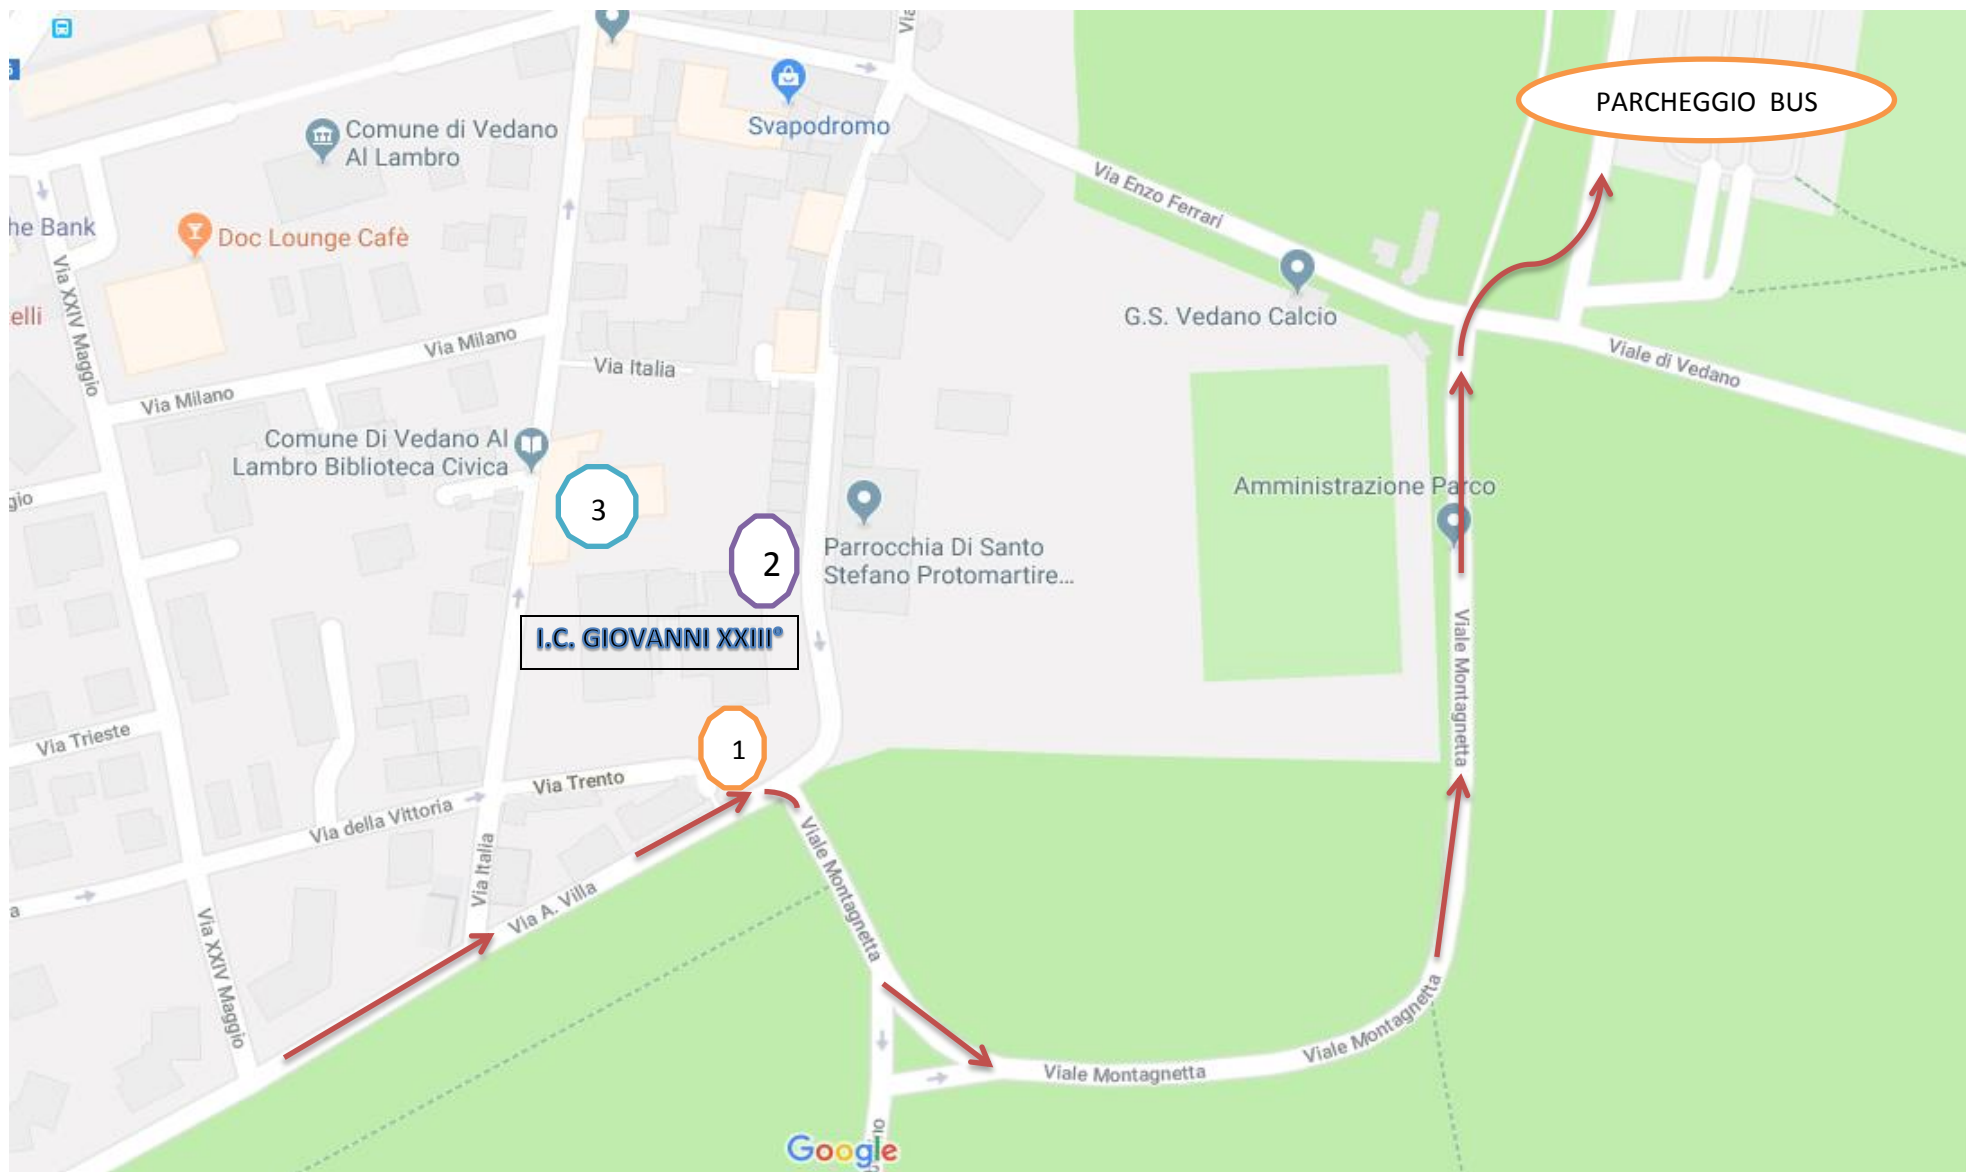 Via
PARCHEGGIO BUS
Comune di Vedano
Al Lambro
Svapodromo
Via Enzo Ferrari
he Bank
Doc Lounge Cafè
Via XXIV Maggio
elli
G.S. Vedano Calcio
Via Milano
Via Italia
Viale di Vedano
Via Milano
Comune Di Vedano Al
Lambro Biblioteca Civica
Amministrazione Parco
gio
3
2
Parrocchia Di Santo
Stefano Protomartire...
I.C. GIOVANNI XXIII°
Viale Montagnetta
Via Trieste
1
Via Trento
Via della Vittoria
Viale Montagnetta
Via Italia
Via A. Villa
a
Via XXIV Maggio
Viale Montagnetta
Viale Montagnetta
Google